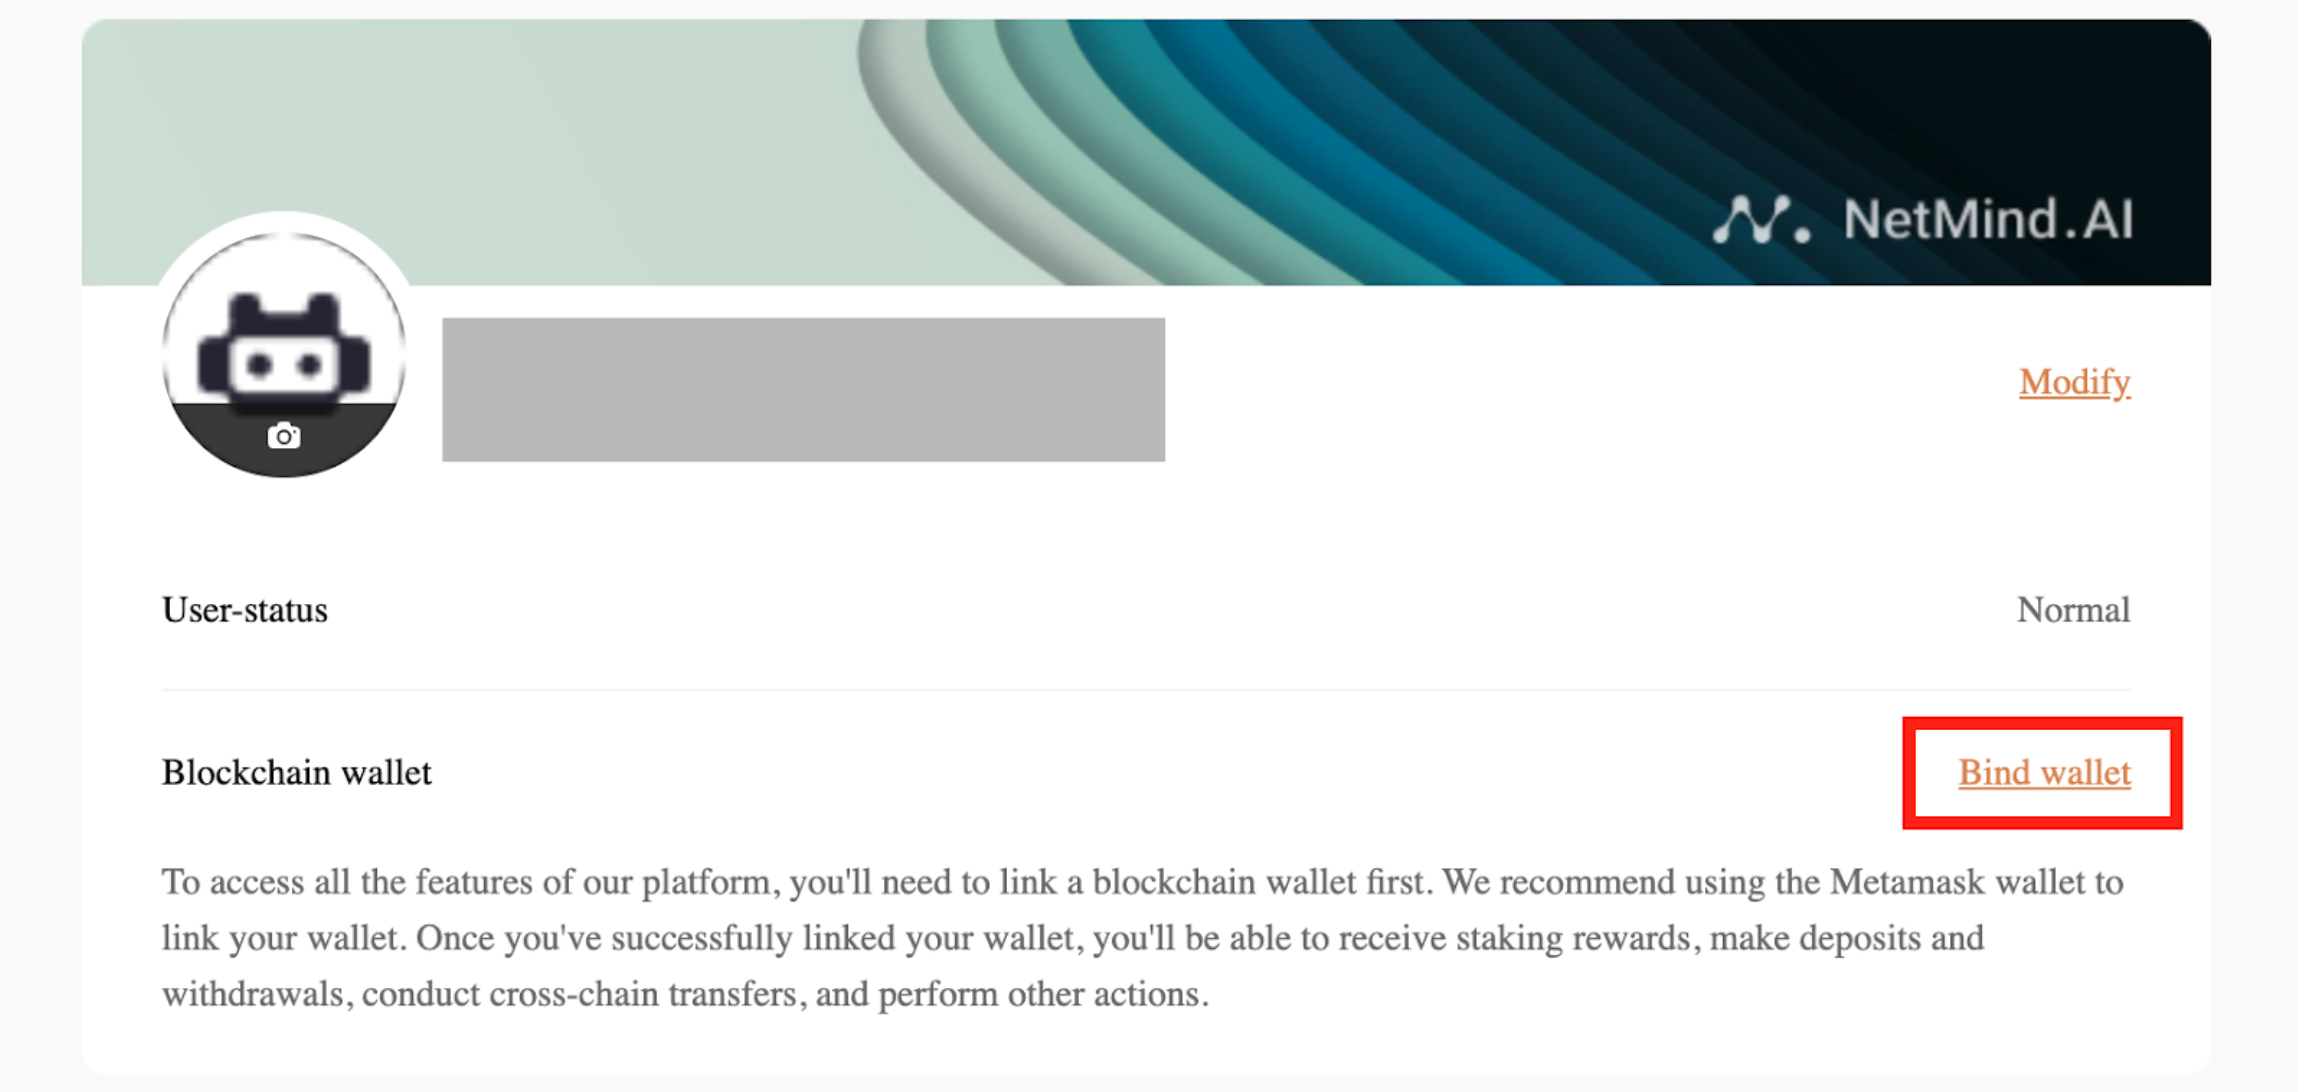 NetMind.AI
Modify
User-status
Normal
Blockchain wallet
Bind wallet
To access all the features of our platform, you'll need to link a blockchain wallet first. We recommend using the Metamask wallet to
link your wallet. Once you've successfully linked your wallet, you'll be able to receive staking rewards, make deposits and
withdrawals, conduct cross-chain transfers, and perform other actions.